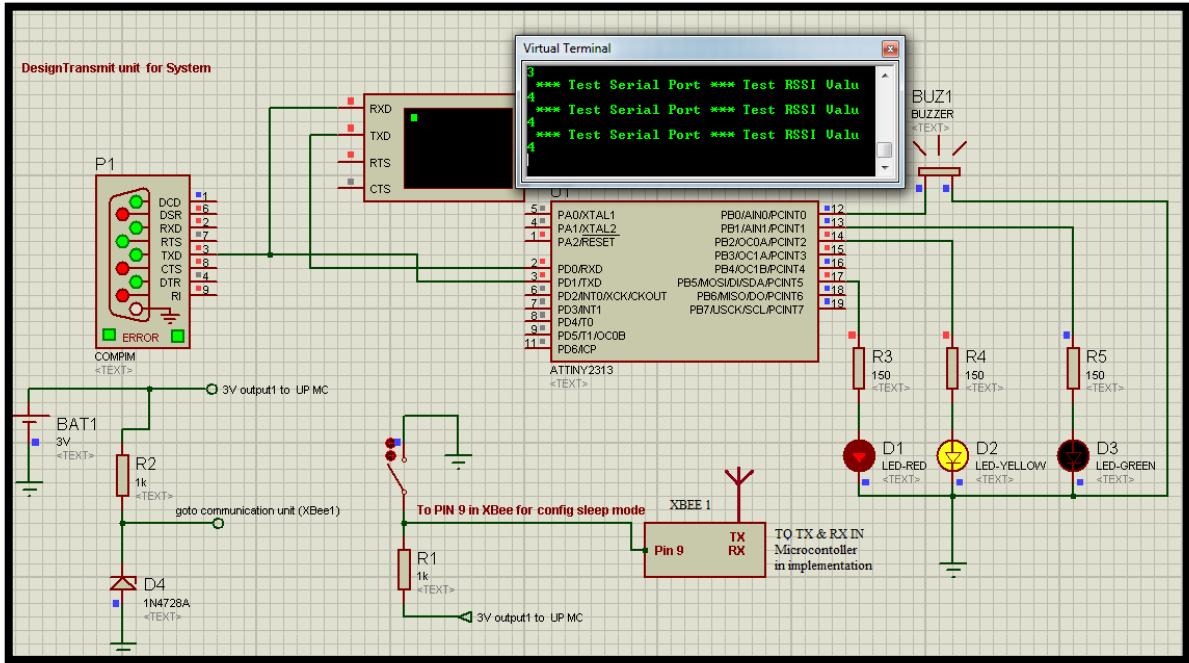 DesignTransmit unit for System
Virtual Terminal
3
*** Test Serial Port *** Test RSSI Valu
4
*** Test Serial Port *** Test RSSI Valu
4
*** Test Serial Port *** Test RSSI Valu
4
RXD
TXD
RTS
CTS
BUZ1
BUZZER
<TEXT>
P1
DCD 1
DSR 6
RXD 2
RTS 7
TXD 3
CTS 8
DTR 4
RI 9
ERROR
COMPIM
<TEXT>
U1
5 PA0/XTAL1
4 PA1/XTAL2
1 PA2/RESET
2 PD0/RXD
3 PD1/TXD
6 PD2/INT0/XCK/CKOUT
7 PD3/INT1
8 PD4/T0
9 PD5/T1/OC0B
11 PD6/ICP
PB0/AIN0/PCINT0 12
PB1/AIN1/PCINT1 13
PB2/OC0A/PCINT2 14
PB3/OC1A/PCINT3 15
PB4/OC1B/PCINT4 16
PB5/MOSI/DI/SDA/PCINT5 17
PB6/MISO/DO/PCINT6 18
PB7/USCK/SCL/PCINT7 19
ATTINY2313
<TEXT>
R3
150
<TEXT>
R4
150
<TEXT>
R5
150
<TEXT>
D1
LED-RED
<TEXT>
D2
LED-YELLOW
<TEXT>
D3
LED-GREEN
<TEXT>
3V output1 to UP MC
BAT1
3V
<TEXT>
R2
1k
<TEXT>
goto communication unit (XBee1)
D4
1N4728A
<TEXT>
To PIN 9 in XBee for config sleep mode
R1
1k
<TEXT>
3V output1 to UP MC
XBEE 1
Pin 9
TX
RX
TO TX & RX IN
Microcontoller
in implementation